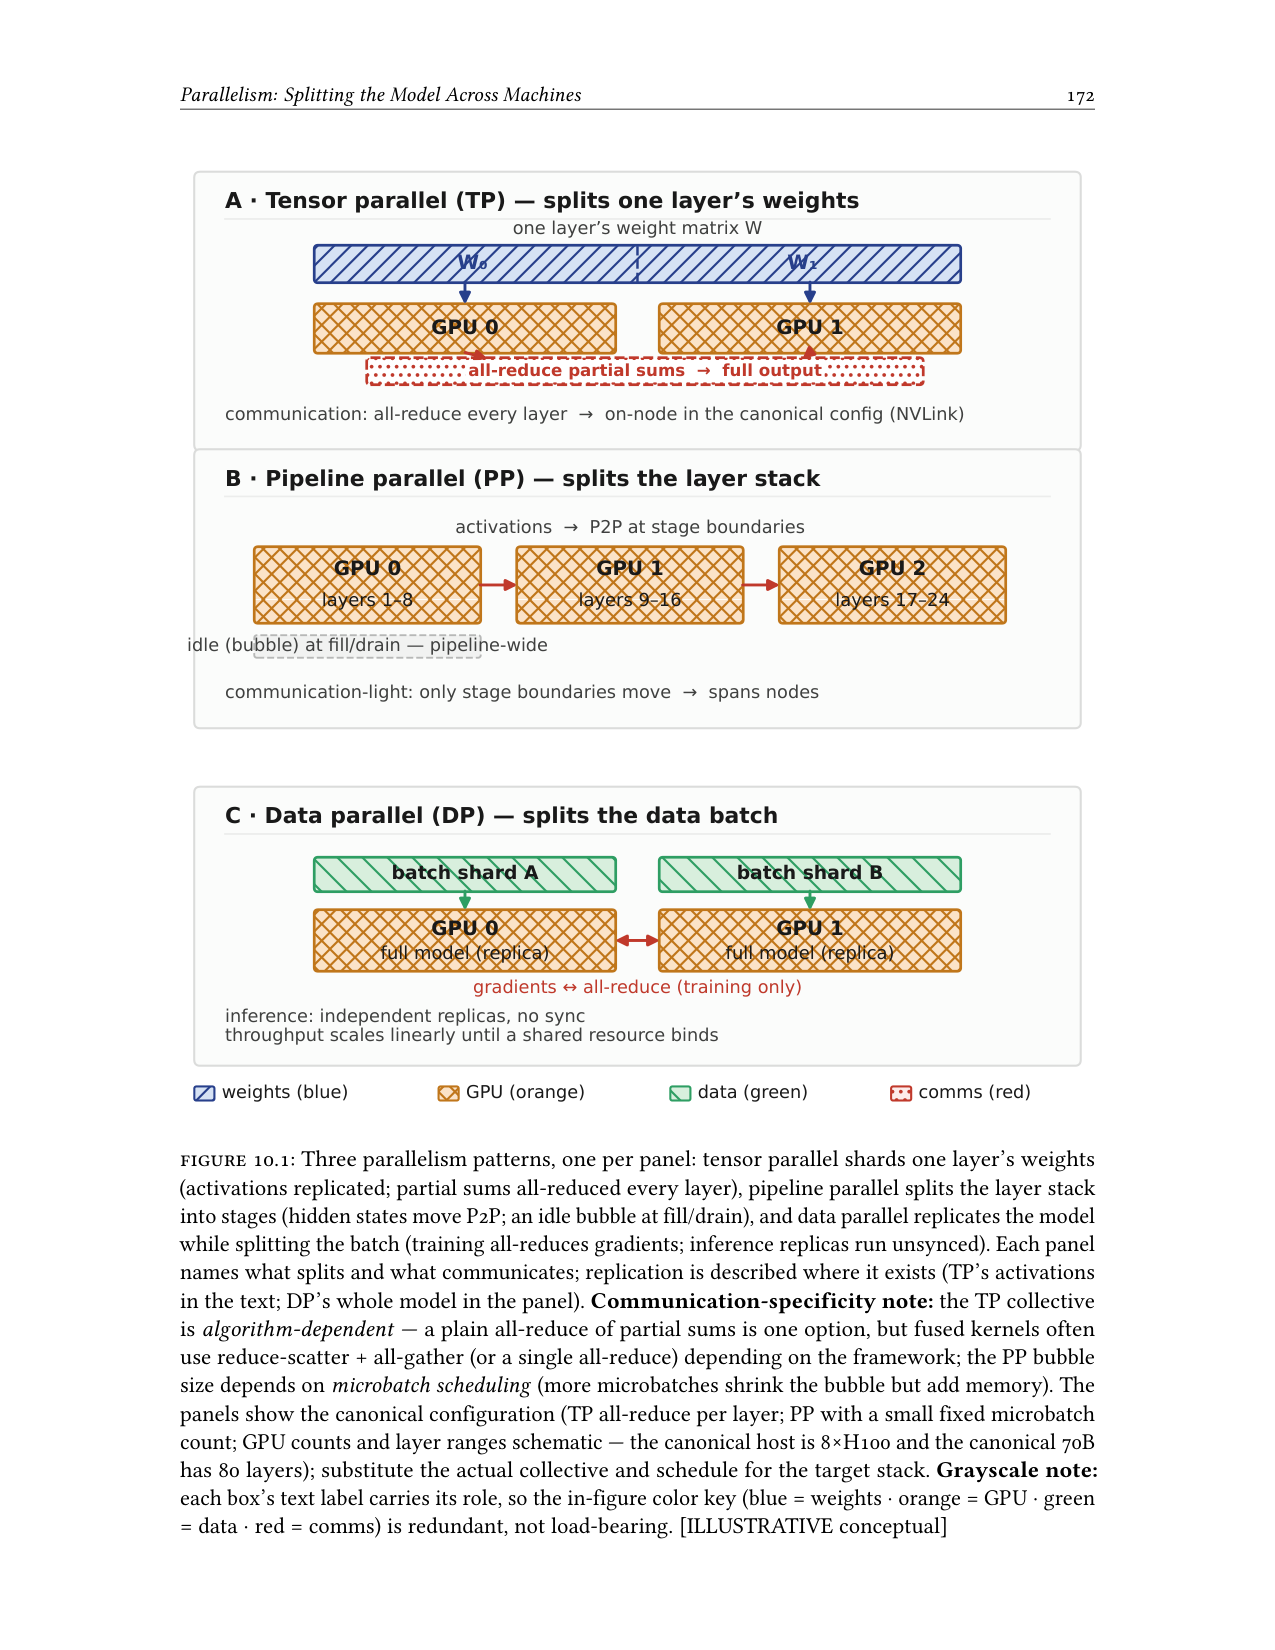 Parallelism: Splitting the Model Across Machines 172
A · Tensor parallel (TP) — splits one layer’s weights
one layer’s weight matrix W
W₀ W₁
GPU 0 GPU 1
all-reduce partial sums → full output
communication: all-reduce every layer → on-node in the canonical config (NVLink)
B · Pipeline parallel (PP) — splits the layer stack
activations → P2P at stage boundaries
GPU 0 GPU 1 GPU 2
layers 1–8 layers 9–16 layers 17–24
idle (bubble) at fill/drain — pipeline-wide
communication-light: only stage boundaries move → spans nodes
C · Data parallel (DP) — splits the data batch
batch shard A batch shard B
GPU 0 GPU 1
full model (replica) full model (replica)
gradients ↔ all-reduce (training only)
inference: independent replicas, no sync
throughput scales linearly until a shared resource binds
weights (blue) GPU (orange) data (green) comms (red)
FIGURE 10.1: Three parallelism patterns, one per panel: tensor parallel shards one layer’s weights
(activations replicated; partial sums all-reduced every layer), pipeline parallel splits the layer stack
into stages (hidden states move P2P; an idle bubble at fill/drain), and data parallel replicates the model
while splitting the batch (training all-reduces gradients; inference replicas run unsynced). Each panel
names what splits and what communicates; replication is described where it exists (TP’s activations
in the text; DP’s whole model in the panel). Communication-specificity note: the TP collective
is algorithm-dependent — a plain all-reduce of partial sums is one option, but fused kernels often
use reduce-scatter + all-gather (or a single all-reduce) depending on the framework; the PP bubble
size depends on microbatch scheduling (more microbatches shrink the bubble but add memory). The
panels show the canonical configuration (TP all-reduce per layer; PP with a small fixed microbatch
count; GPU counts and layer ranges schematic — the canonical host is 8×H100 and the canonical 70B
has 80 layers); substitute the actual collective and schedule for the target stack. Grayscale note:
each box’s text label carries its role, so the in-figure color key (blue = weights · orange = GPU · green
= data · red = comms) is redundant, not load-bearing. [ILLUSTRATIVE conceptual]